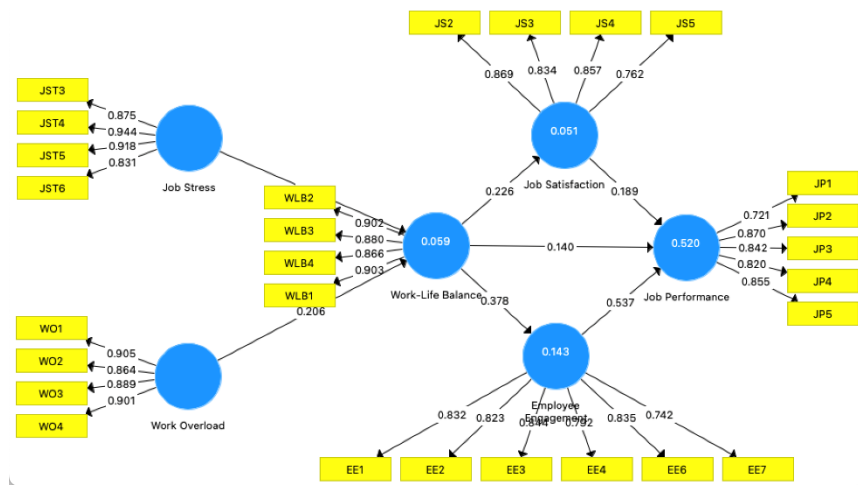 JS2
JS3
JS4
JS5
0.869
0.834
0.857
0.762
JST3
JST4
JST5
JST6
0.875
0.944
0.918
0.831
Job Stress
0.051
Job Satisfaction
0.226
0.189
WLB2
WLB3
WLB4
WLB1
0.902
0.880
0.866
0.903
0.059
Work-Life Balance
0.140
0.520
Job Performance
JP1
JP2
JP3
JP4
JP5
0.721
0.870
0.842
0.820
0.855
0.206
0.378
0.537
WO1
WO2
WO3
WO4
0.905
0.864
0.889
0.901
Work Overload
0.143
Employee
Engagement
0.832
0.823
0.844
0.792
0.835
0.742
EE1
EE2
EE3
EE4
EE6
EE7